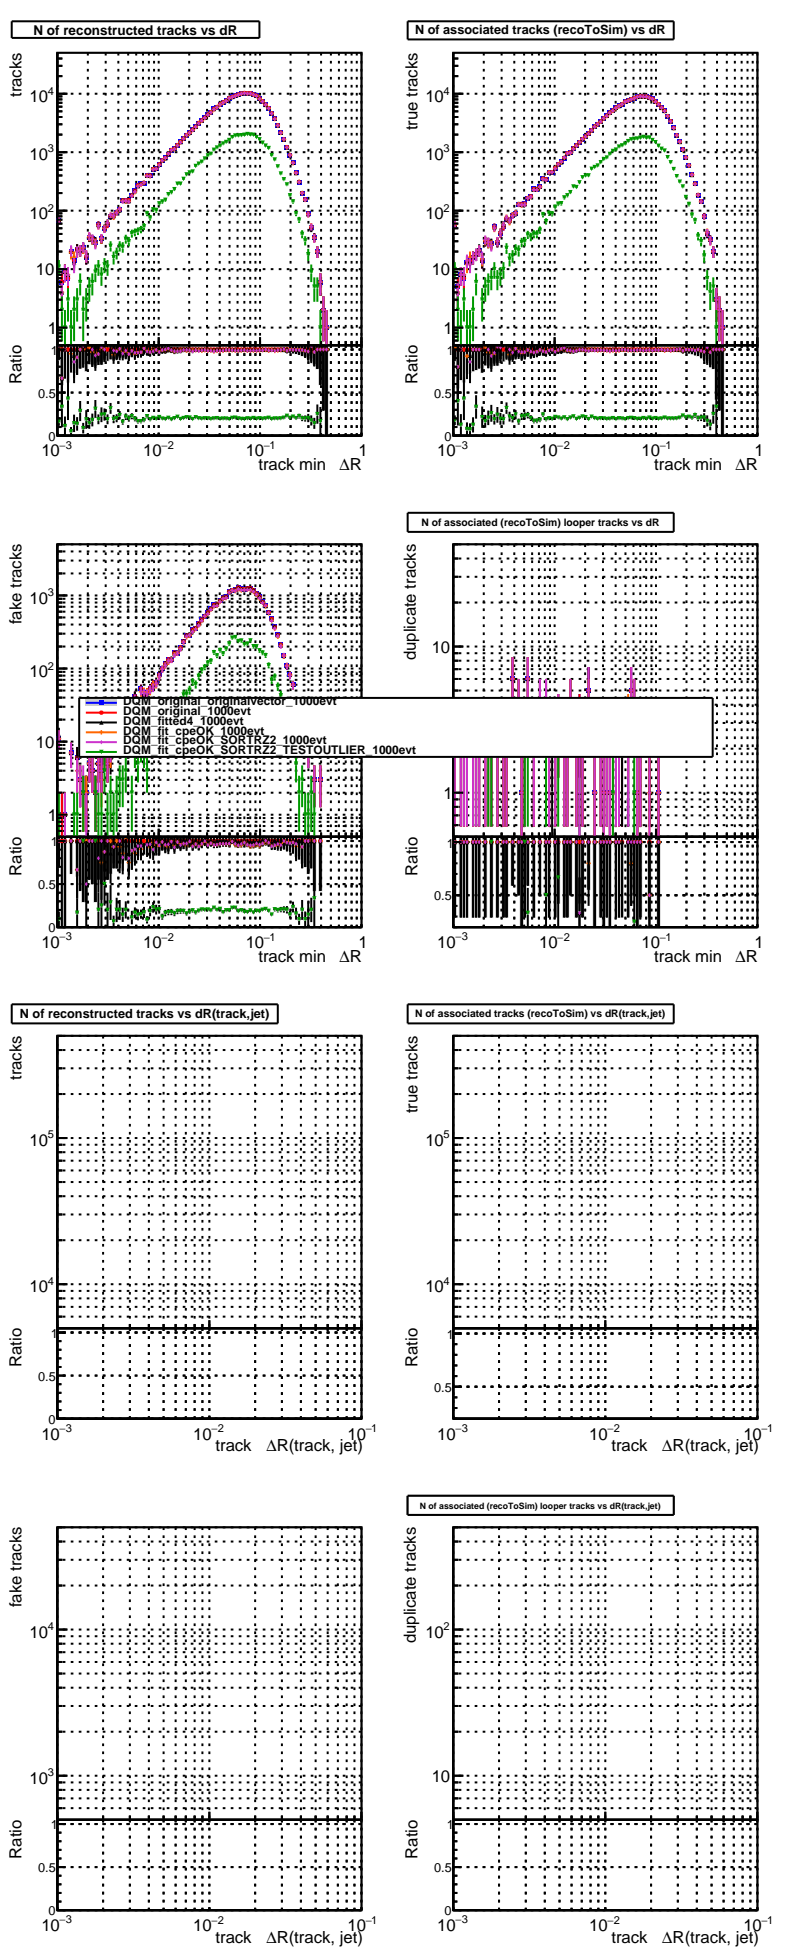 N of reconstructed tracks vs dR
tracks
10⁴
10³
10²
10
1
Ratio
1
0.5
0
10⁻³
10⁻²
10⁻¹
1
track min ΔR
N of associated tracks (recoToSim) vs dR
true tracks
10⁴
10³
10²
10
1
Ratio
1
0.5
0
10⁻³
10⁻²
10⁻¹
1
track min ΔR
fake tracks
10³
10²
10
1
Ratio
1
0.5
0
10⁻³
10⁻²
10⁻¹
1
track min ΔR
N of associated (recoToSim) looper tracks vs dR
duplicate tracks
10
1
Ratio
1
0.5
10⁻³
10⁻²
10⁻¹
1
track min ΔR
DQM_original_originalvector_1000evt
DQM_original_1000evt
DQM_fitted4_1000evt
DQM_fit_cpeOK_1000evt
DQM_fit_cpeOK_SORTRZ2_1000evt
DQM_fit_cpeOK_SORTRZ2_TESTOUTLIER_1000evt
N of reconstructed tracks vs dR(track,jet)
tracks
10⁵
10⁴
Ratio
1
0.5
0
10⁻³
10⁻²
10⁻¹
track ΔR(track, jet)
N of associated tracks (recoToSim) vs dR(track,jet)
true tracks
10⁵
10⁴
Ratio
1
0.5
10⁻³
10⁻²
10⁻¹
track ΔR(track, jet)
fake tracks
10⁴
10³
Ratio
1
0.5
0
10⁻³
10⁻²
10⁻¹
track ΔR(track, jet)
N of associated (recoToSim) looper tracks vs dR(track,jet)
duplicate tracks
10²
10
Ratio
1
0.5
0
10⁻³
10⁻²
10⁻¹
track ΔR(track, jet)